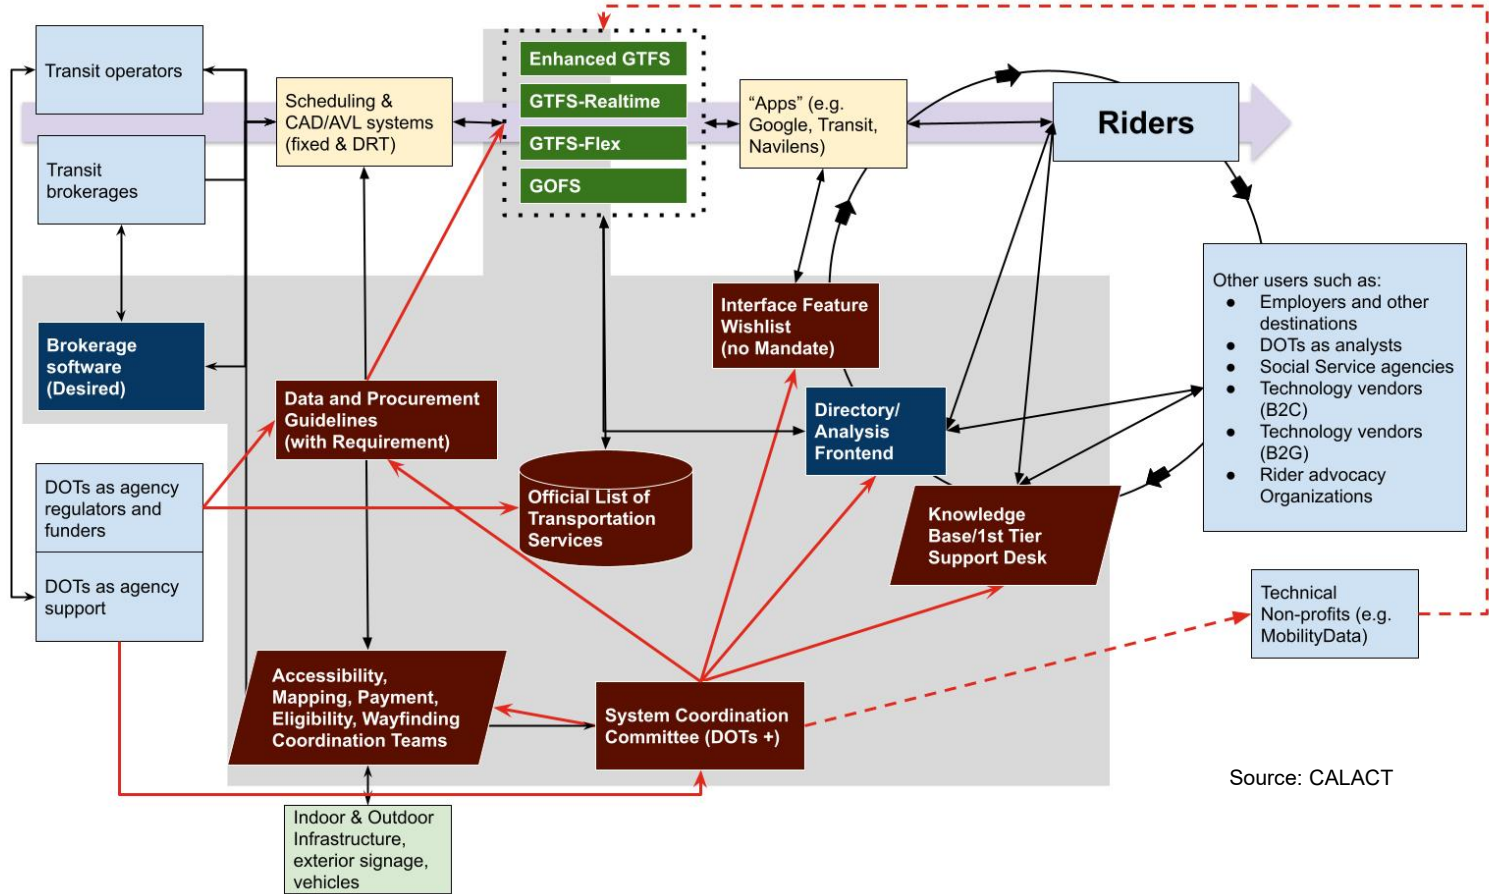 Transit operators
Transit
brokerages
Brokerage
software
(Desired)
DOTs as agency
regulators and
funders
DOTs as agency
support
Scheduling &
CAD/AVL systems
(fixed & DRT)
Enhanced GTFS
GTFS-Realtime
GTFS-Flex
GOFS
“Apps” (e.g.
Google, Transit,
Navilens)
Riders
Data and Procurement
Guidelines
(with Requirement)
Official List of
Transportation
Services
Interface Feature
Wishlist
(no Mandate)
Directory/
Analysis
Frontend
Knowledge
Base/1st Tier
Support Desk
Other users such as:
● Employers and other
destinations
● DOTs as analysts
● Social Service agencies
● Technology vendors
(B2C)
● Technology vendors
(B2G)
● Rider advocacy
Organizations
Technical
Non-profits (e.g.
MobilityData)
Accessibility,
Mapping, Payment,
Eligibility, Wayfinding
Coordination Teams
System Coordination
Committee (DOTs +)
Indoor & Outdoor
Infrastructure,
exterior signage,
vehicles
Source: CALACT